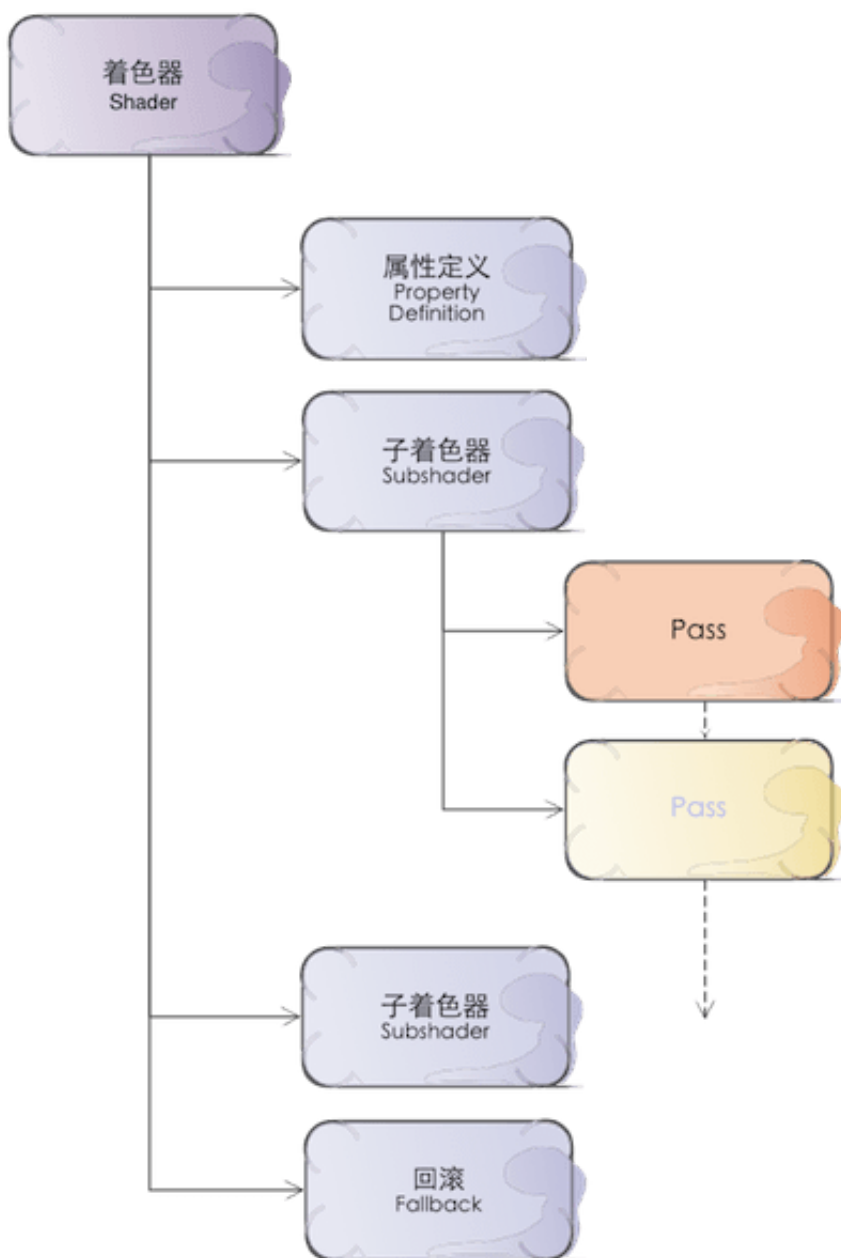 着色器
Shader
属性定义
Property
Definition
子着色器
Subshader
Pass
Pass
子着色器
Subshader
回滚
Fallback